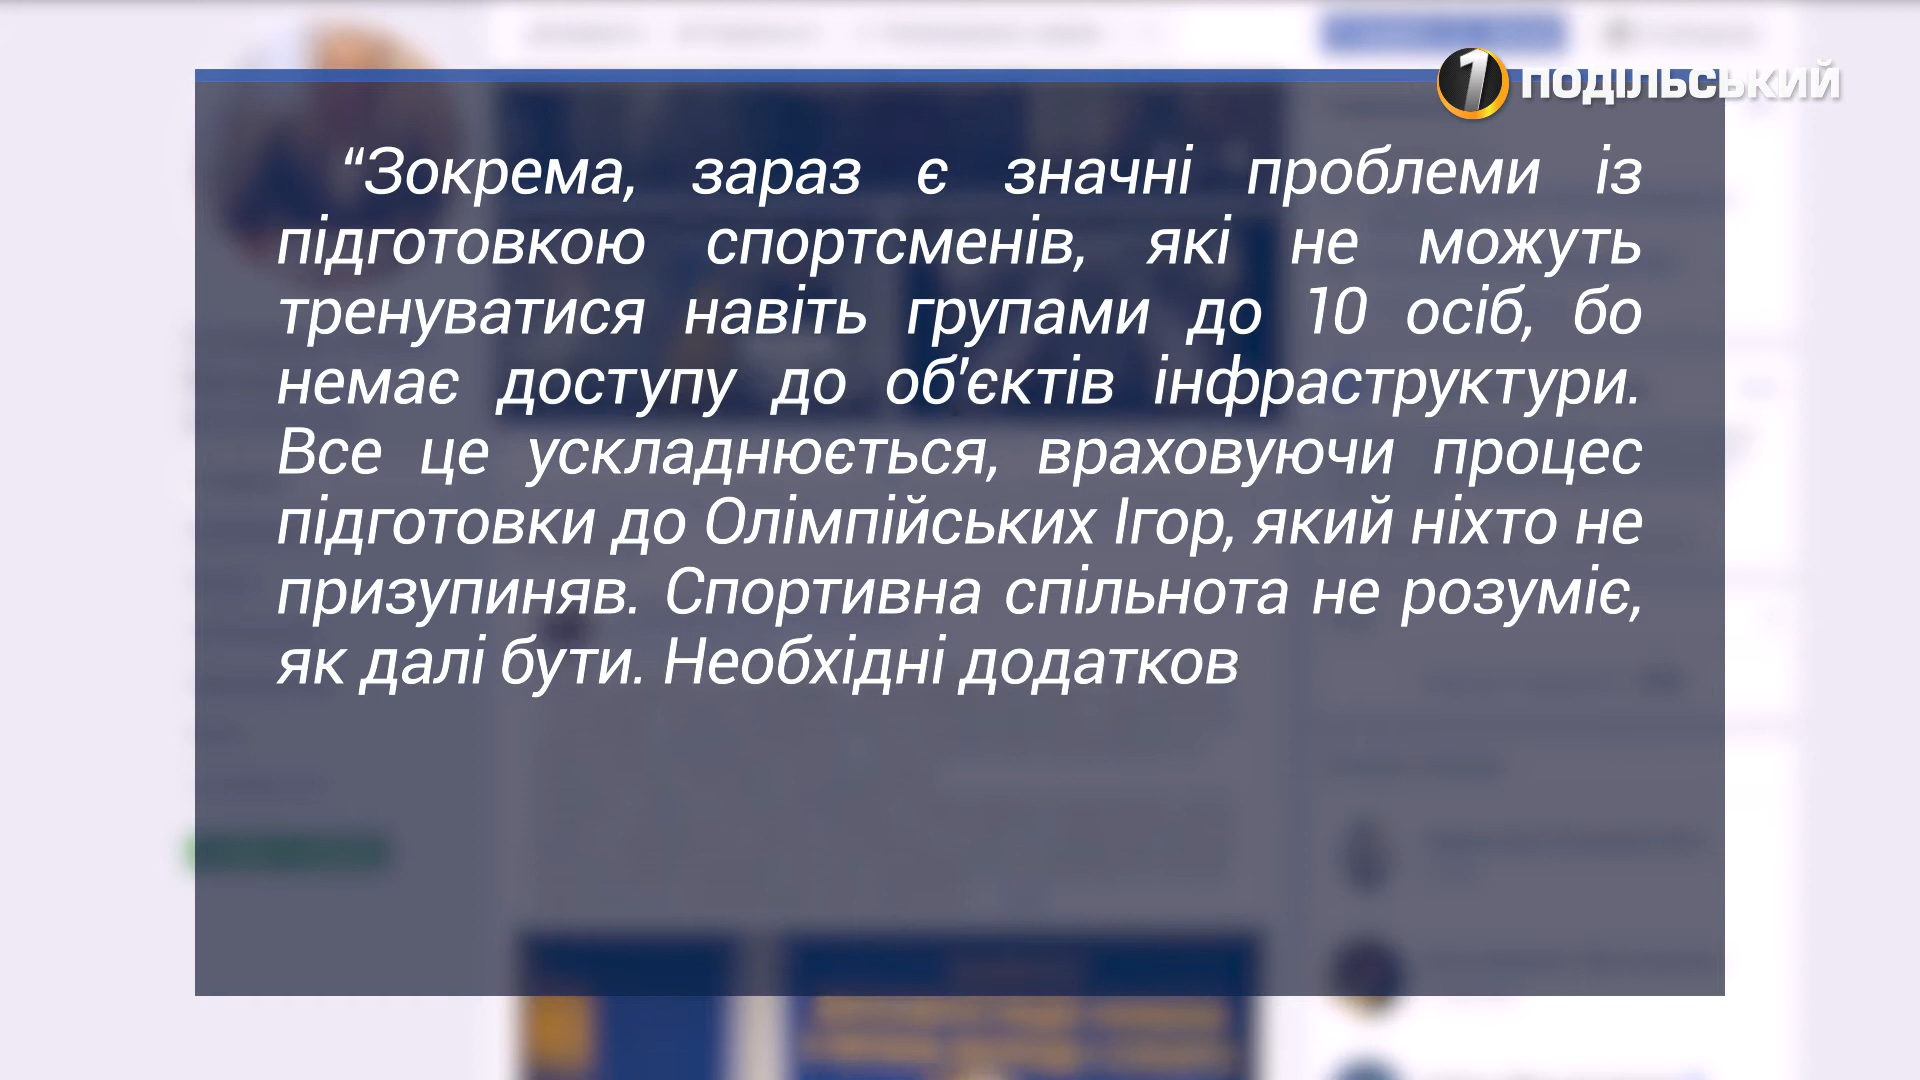 1 ПОДІЛЬСЬКИЙ
“Зокрема, зараз є значні проблеми із
підготовкою спортсменів, які не можуть
тренуватися навіть групами до 10 осіб, бо
немає доступу до об'єктів інфраструктури.
Все це ускладнюється, враховуючи процес
підготовки до Олімпійських Ігор, який ніхто не
призупиняв. Спортивна спільнота не розуміє,
як далі бути. Необхідні додатков